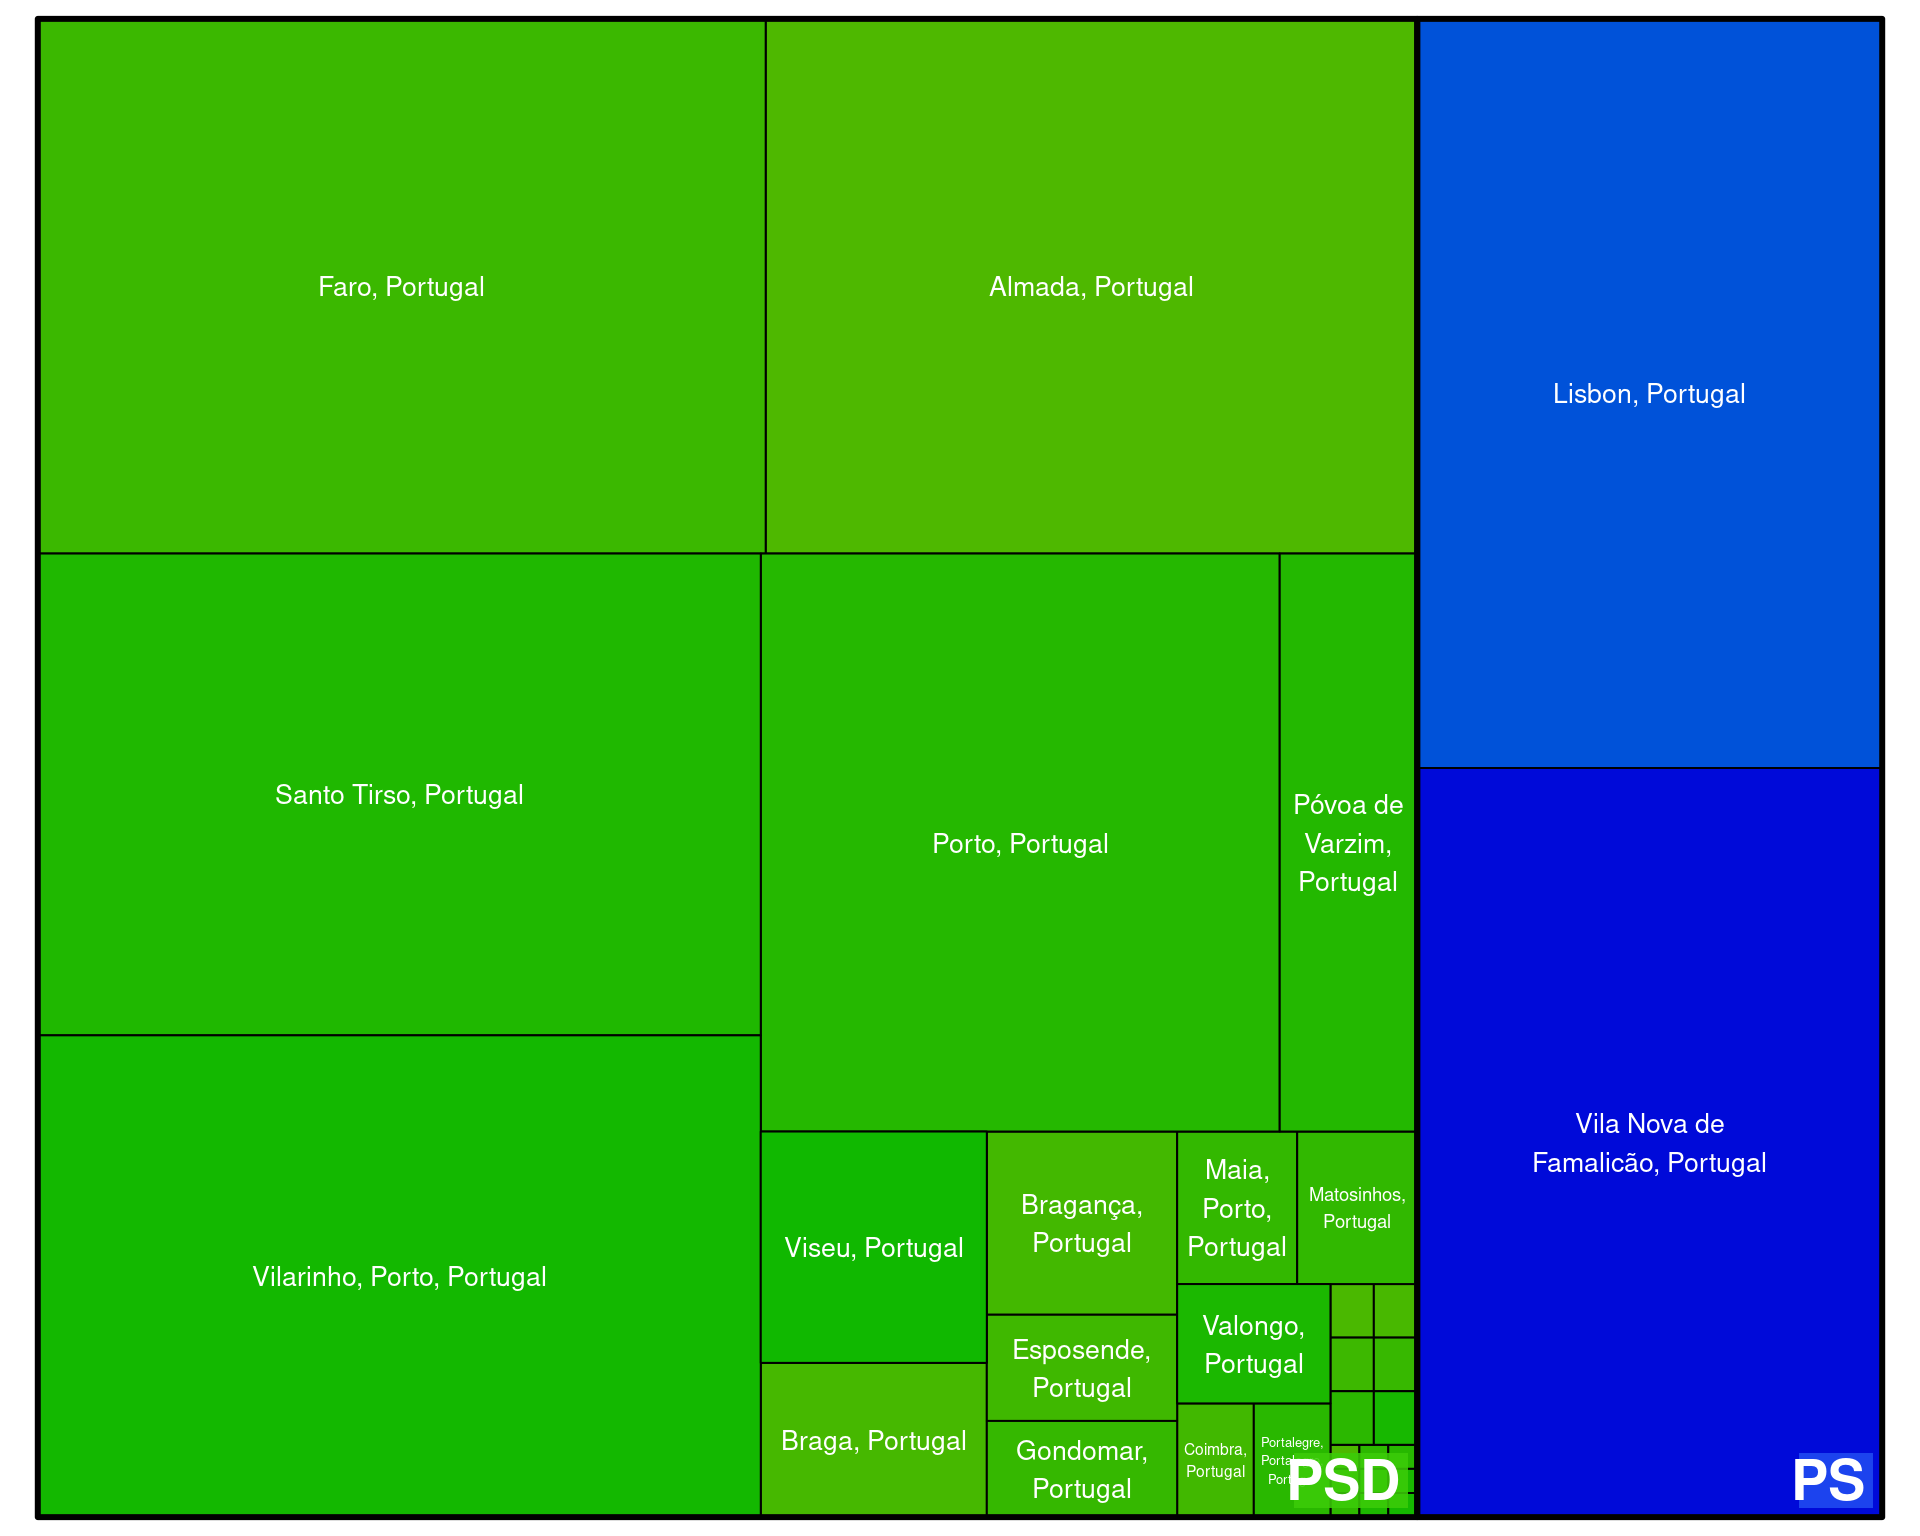 Faro, Portugal
Almada, Portugal
Lisbon, Portugal
Santo Tirso, Portugal
Porto, Portugal
Póvoa de
Varzim,
Portugal
Vila Nova de
Famalicão, Portugal
Vilarinho, Porto, Portugal
Viseu, Portugal
Bragança,
Portugal
Maia,
Porto,
Portugal
Matosinhos,
Portugal
Valongo,
Portugal
Esposende,
Portugal
Braga, Portugal
Gondomar,
Portugal
Coimbra,
Portugal
Portalegre,
PSD
PS